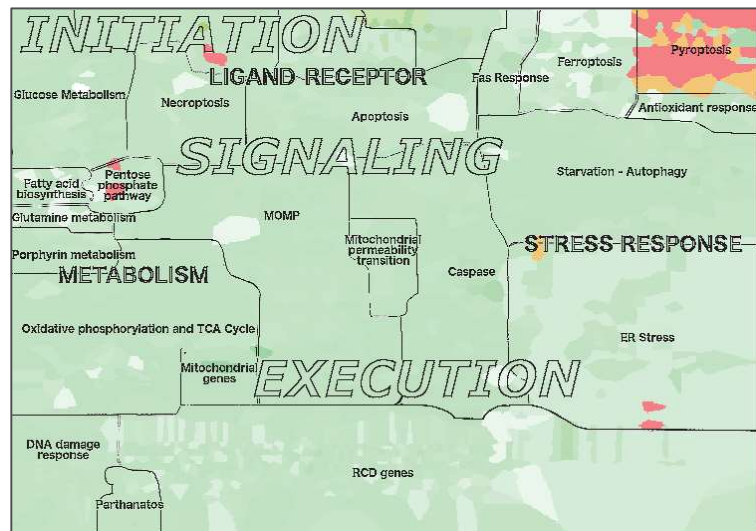 INITIATION
LIGAND-RECEPTOR
Pyroptosis
Ferroptosis
Fas Response
Glucose Metabolism
Necroptosis
Apoptosis
Antioxidant response
SIGNALING
Starvation - Autophagy
Fatty acid
biosynthesis
Pentose
phosphate
pathway
Glutamine metabolism
MOMP
Mitochondrial
permeability
transition
STRESS RESPONSE
Porphyrin metabolism
METABOLISM
Caspase
Oxidative phosphorylation and TCA Cycle
ER Stress
Mitochondrial
genes
EXECUTION
DNA damage
response
RCD genes
Parthanatos